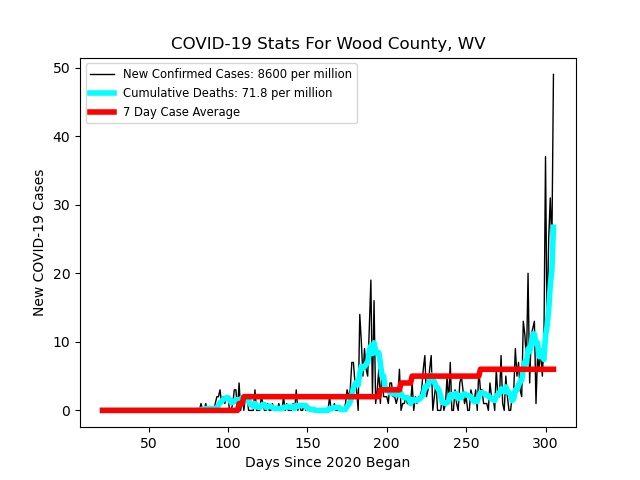 COVID-19 Stats For Wood County, WV
New Confirmed Cases: 8600 per million
Cumulative Deaths: 71.8 per million
7 Day Case Average
New COVID-19 Cases
50
40
30
20
10
0
50 100 150 200 250 300
Days Since 2020 Began